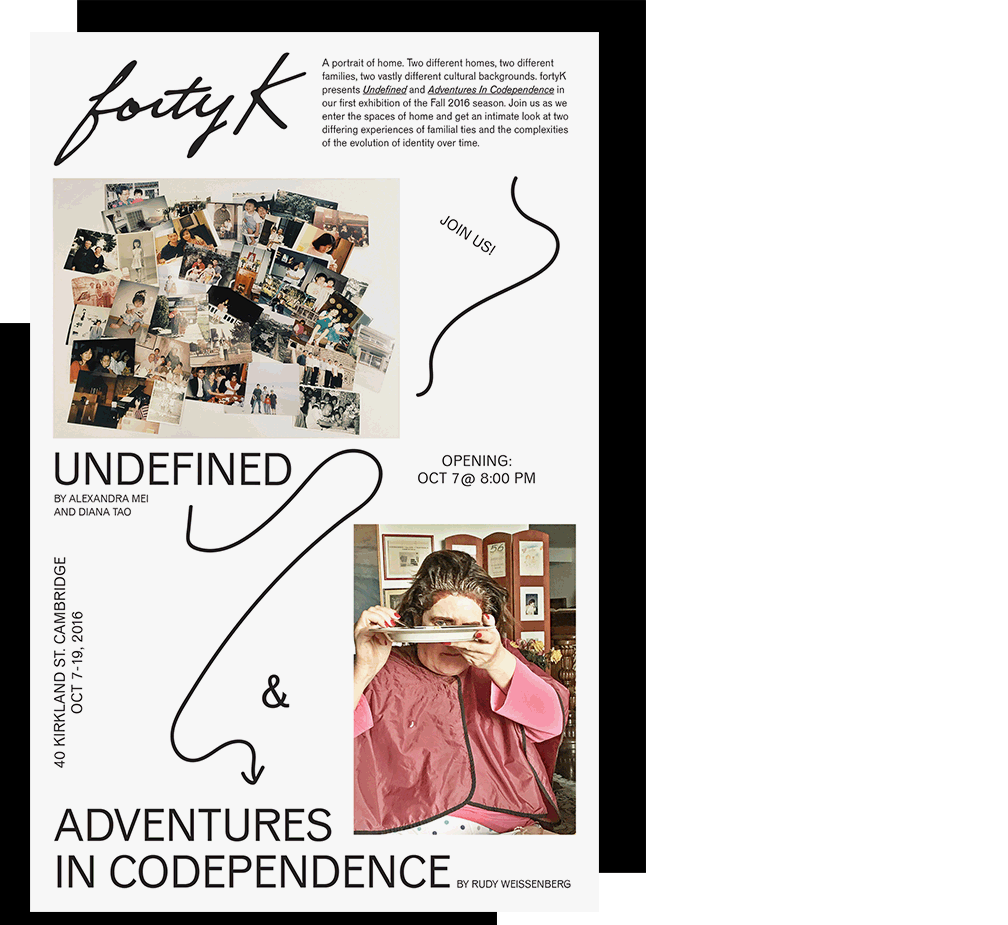 fortyK
A portrait of home. Two different homes, two different
families, two vastly different cultural backgrounds. fortyK
presents Undefined and Adventures In Codependence in
our first exhibition of the Fall 2016 season. Join us as we
enter the spaces of home and get an intimate look at two
differing experiences of familial ties and the complexities
of the evolution of identity over time.
JOIN US!
UNDEFINED
BY ALEXANDRA MEI
AND DIANA TAO
OPENING:
OCT 7@ 8:00 PM
40 KIRKLAND ST. CAMBRIDGE
OCT 7-19, 2016
56
&
ADVENTURES
IN CODEPENDENCE
BY RUDY WEISSENBERG